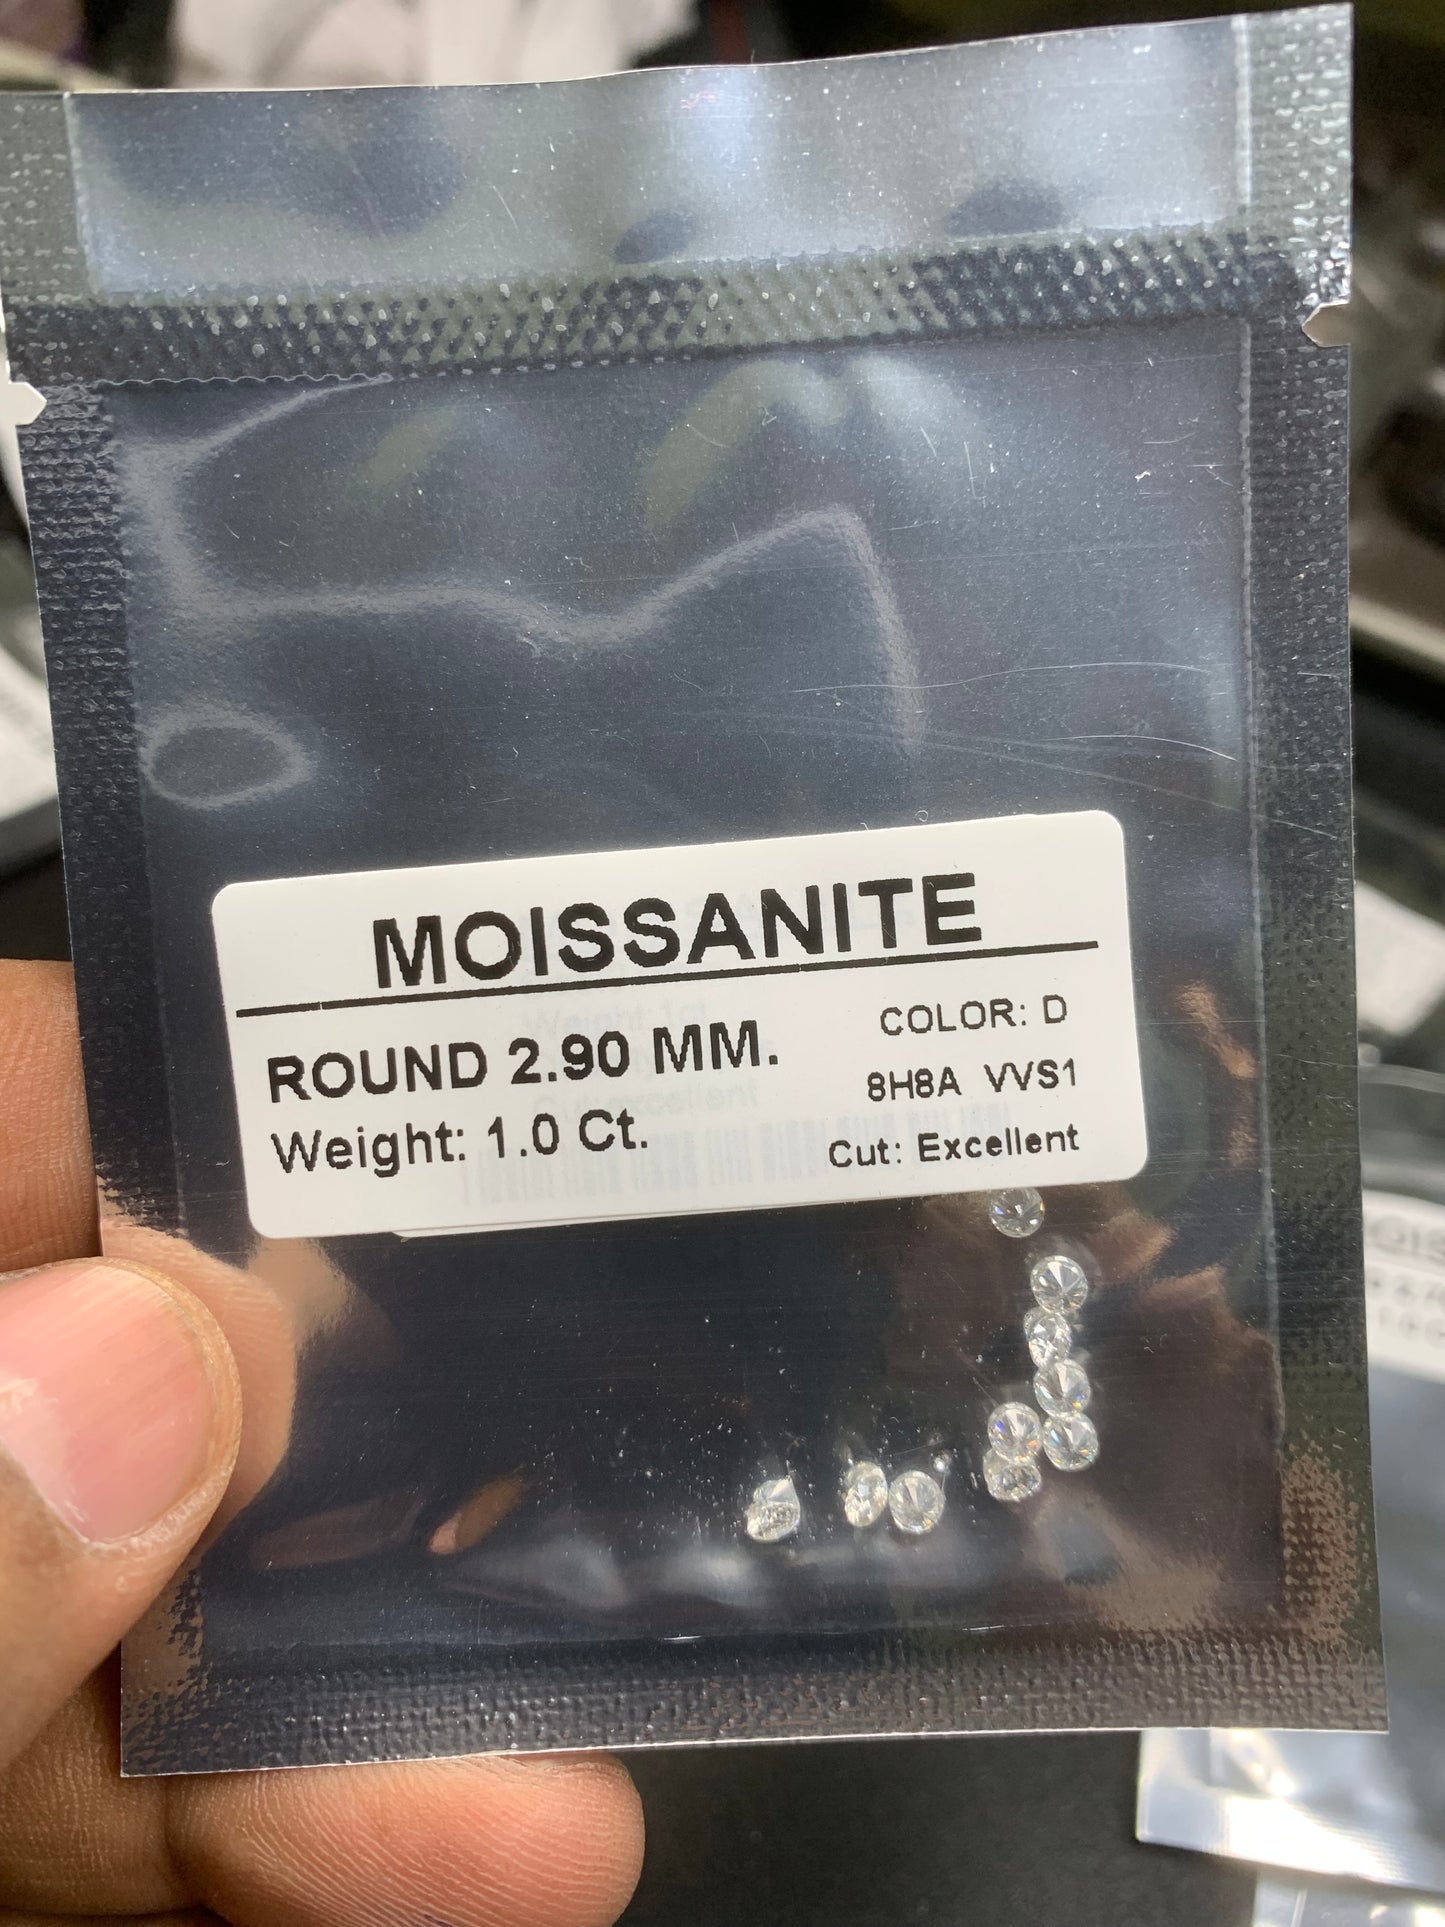 MOISSANITE
ROUND 2.90 MM.
Weight: 1.0 Ct.
COLOR: D
8H8A VVS1
Cut: Excellent